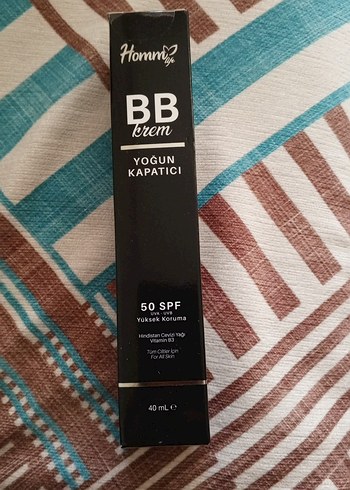 Homm
life
BB
krem
YOĞUN
KAPATICI
50 SPF
UVA - UVB
Yüksek Koruma
Hindistan Cevizi Yağı
Vitamin B3
Tüm Ciltler İçin
For All Skin
40 mL ℮